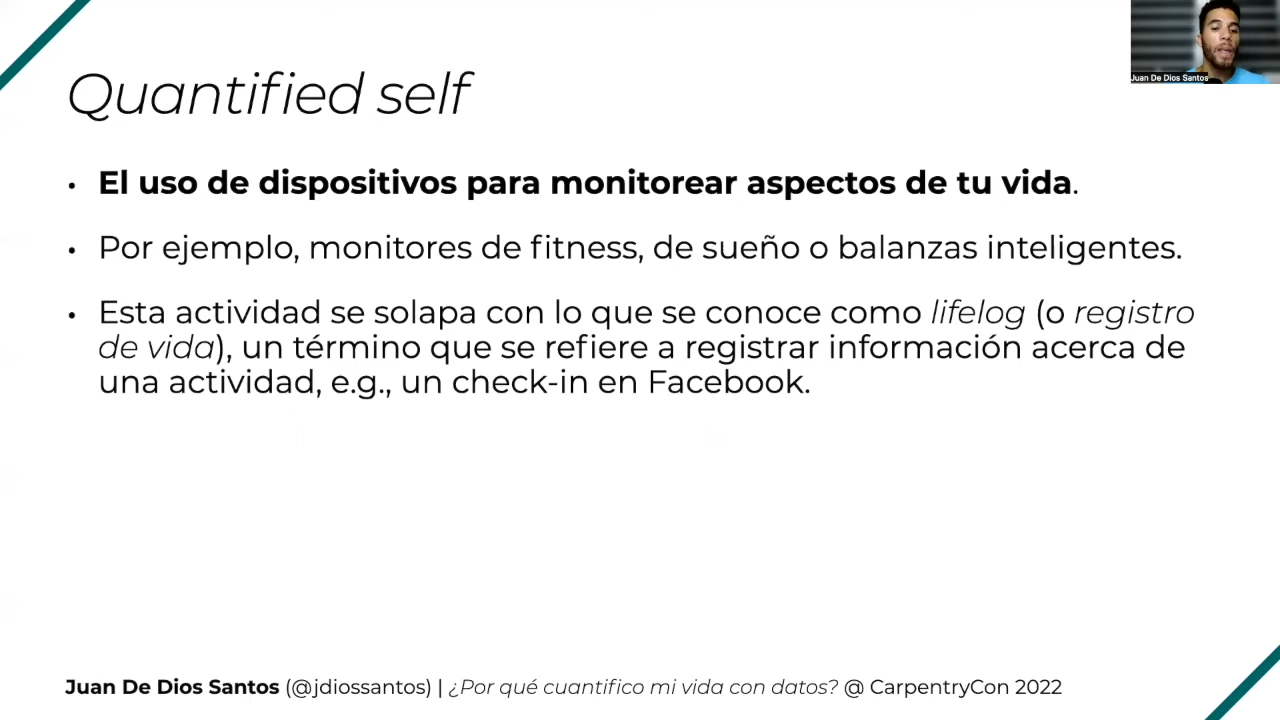 Juan De Dios Santos
Quantified self
• El uso de dispositivos para monitorear aspectos de tu vida.
• Por ejemplo, monitores de fitness, de sueño o balanzas inteligentes.
• Esta actividad se solapa con lo que se conoce como lifelog (o registro
de vida), un término que se refiere a registrar información acerca de
una actividad, e.g., un check-in en Facebook.
Juan De Dios Santos (@jdiossantos) | ¿Por qué cuantifico mi vida con datos? @ CarpentryCon 2022